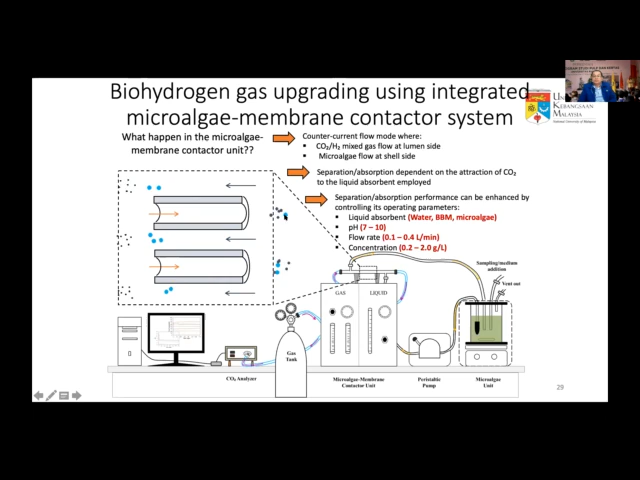 Biohydrogen gas upgrading using integrated
microalgae-membrane contactor system
What happen in the microalgae-
membrane contactor unit??
Counter-current flow mode where:
▪ CO₂/H₂ mixed gas flow at lumen side
▪ Microalgae flow at shell side
Separation/absorption dependent on the attraction of CO₂
to the liquid absorbent employed
Separation/absorption performance can be enhanced by
controlling its operating parameters:
▪ Liquid absorbent (Water, BBM, microalgae)
▪ pH (7 – 10)
▪ Flow rate (0.1 – 0.4 L/min)
▪ Concentration (0.2 – 2.0 g/L)
KEBANGSAAN
MALAYSIA
National University of Malaysia
Sampling/medium
addition
Vent out
GAS
LIQUID
Gas
Tank
CO₂ Analyzer
Microalgae-Membrane
Contactor Unit
Peristaltic
Pump
Microalgae
Unit
29